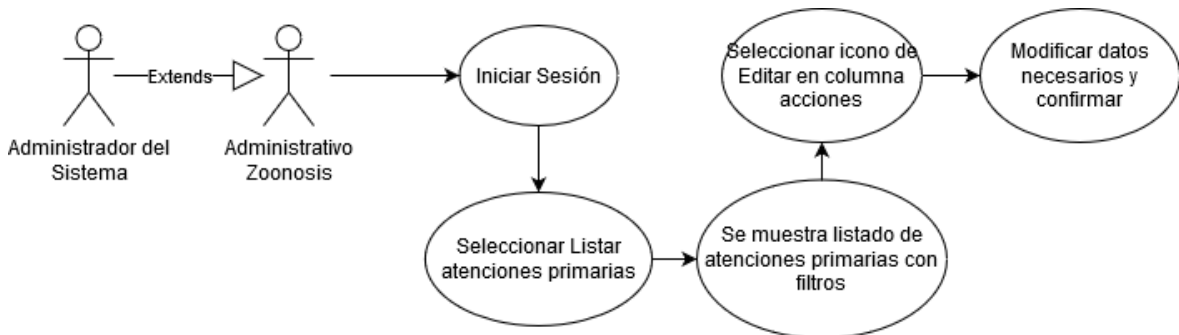 Extends
Administrador del
Sistema
Administrativo
Zoonosis
Iniciar Sesión
Seleccionar Listar
atenciones primarias
Se muestra listado de
atenciones primarias con
filtros
Seleccionar icono de
Editar en columna
acciones
Modificar datos
necesarios y
confirmar